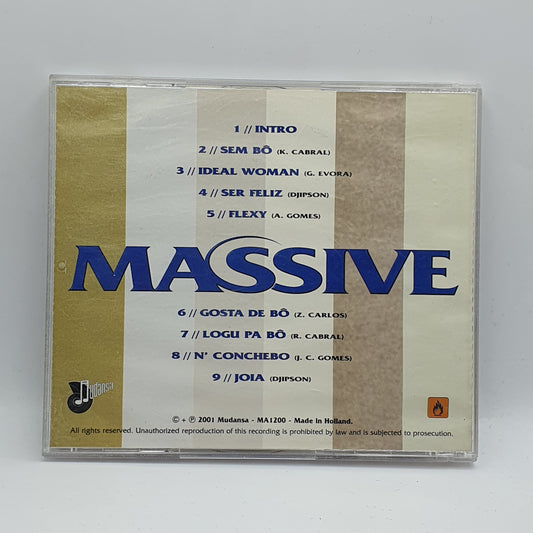 1 // INTRO
2 // SEM BÔ (K. CABRAL)
3 // IDEAL WOMAN (G. EVORA)
4 // SER FELIZ (DJIPSON)
5 // FLEXY (A. GOMES)
MASSIVE
6 // GOSTA DE BÔ (Z. CARLOS)
7 // LOGU PA BÔ (R. CABRAL)
8 // N' CONCHEBO (J. C. GOMES)
9 // JOIA (DJIPSON)
Mudansa
© + ℗ 2001 Mudansa - MA1200 - Made in Holland.
All rights reserved. Unauthorized reproduction of this recording is prohibited by law and is subjected to prosecution.